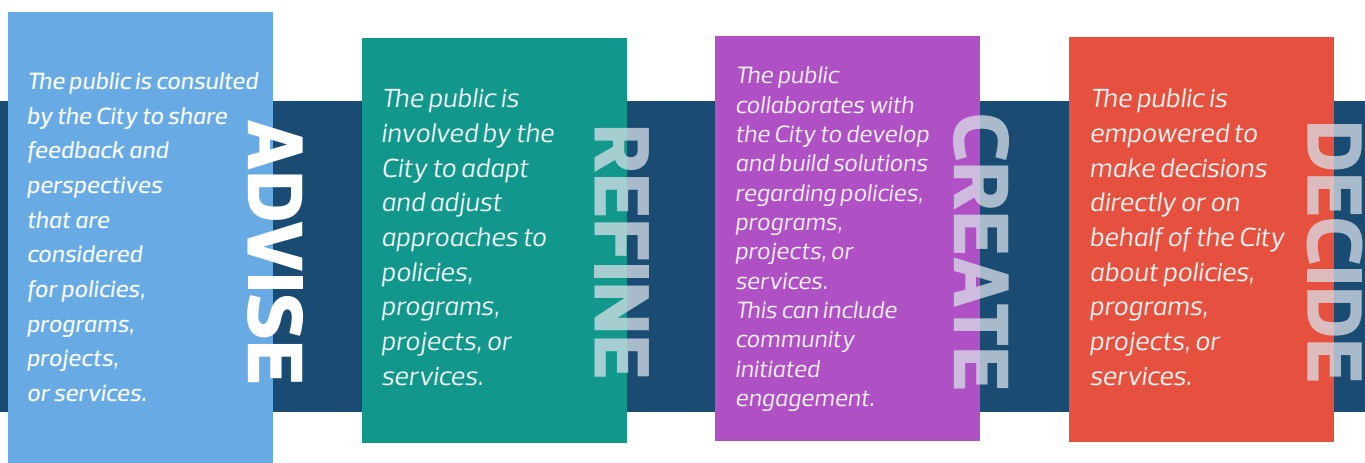 The public is consulted
by the City to share
feedback and
perspectives
that are
considered
for policies,
programs,
projects,
or services.
ADVISE
The public is
involved by the
City to adapt
and adjust
approaches to
policies,
programs,
projects, or
services.
REFINE
The public
collaborates with
the City to develop
and build solutions
regarding policies,
programs,
projects, or
services.
This can include
community
initiated
engagement.
CREATE
The public is
empowered to
make decisions
directly or on
behalf of the City
about policies,
programs,
projects, or
services.
DECIDE